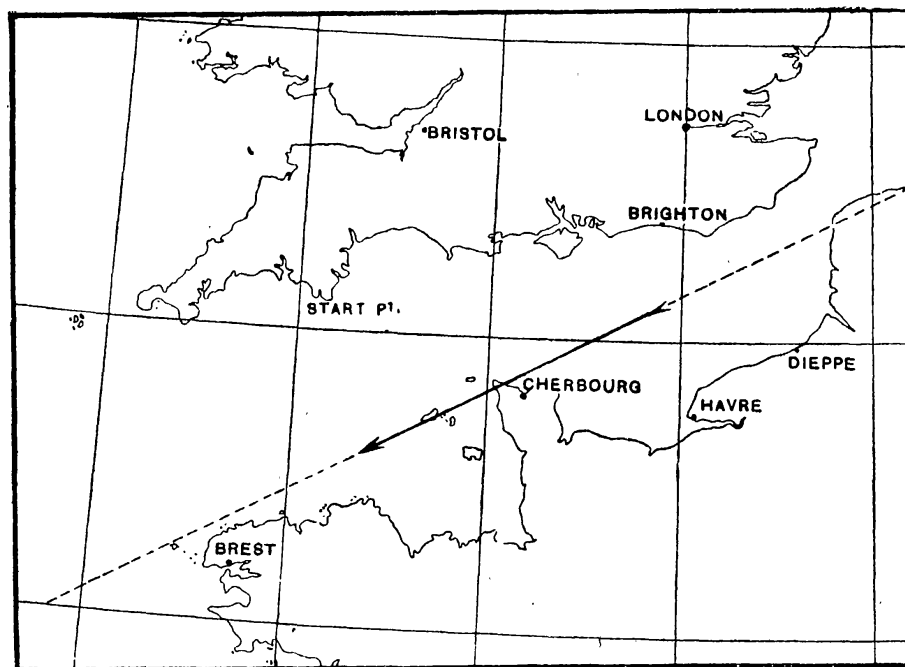 LONDON
BRISTOL
BRIGHTON
START PT.
DIEPPE
CHERBOURG
HAVRE
BREST